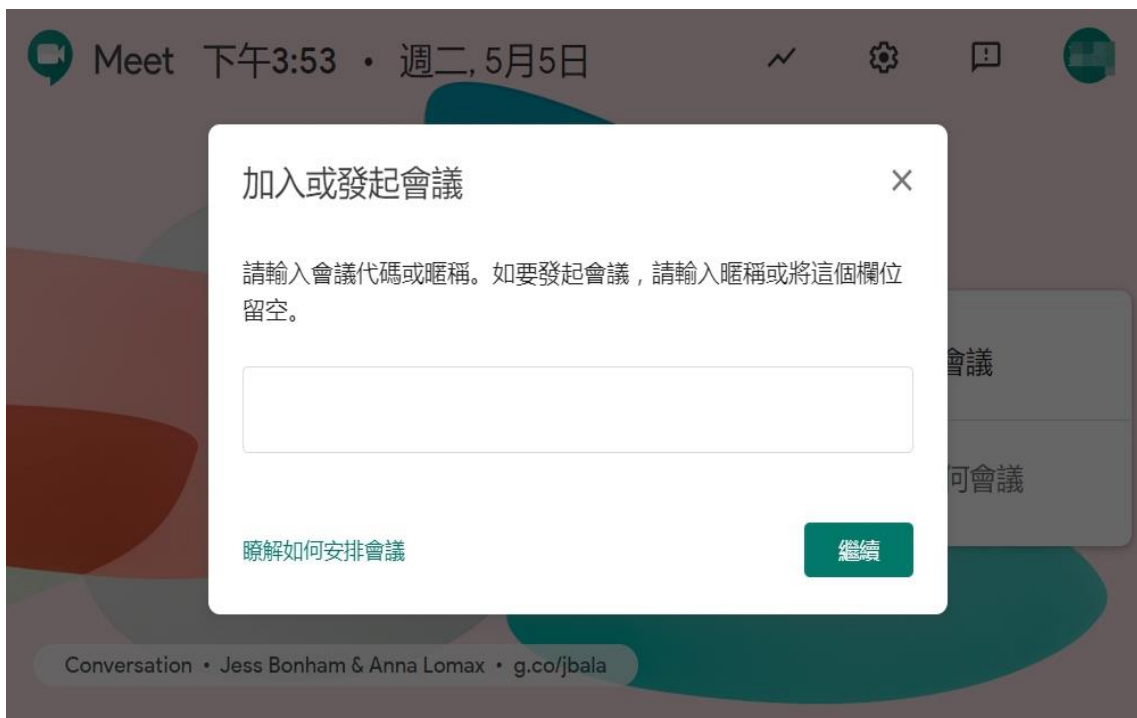 Meet 下午3:53 • 週二, 5月5日
加入或發起會議
請輸入會議代碼或暱稱。如要發起會議，請輸入暱稱或將這個欄位
留空。
會議
何會議
瞭解如何安排會議
繼續
Conversation • Jess Bonham & Anna Lomax • g.co/jbala